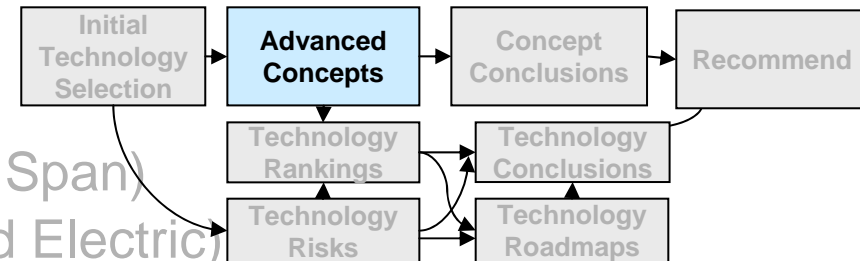 Initial
Technology
Selection
Advanced
Concepts
Concept
Conclusions
Recommend
Technology
Rankings
Technology
Conclusions
Span)
d Electric)
Technology
Risks
Technology
Roadmaps